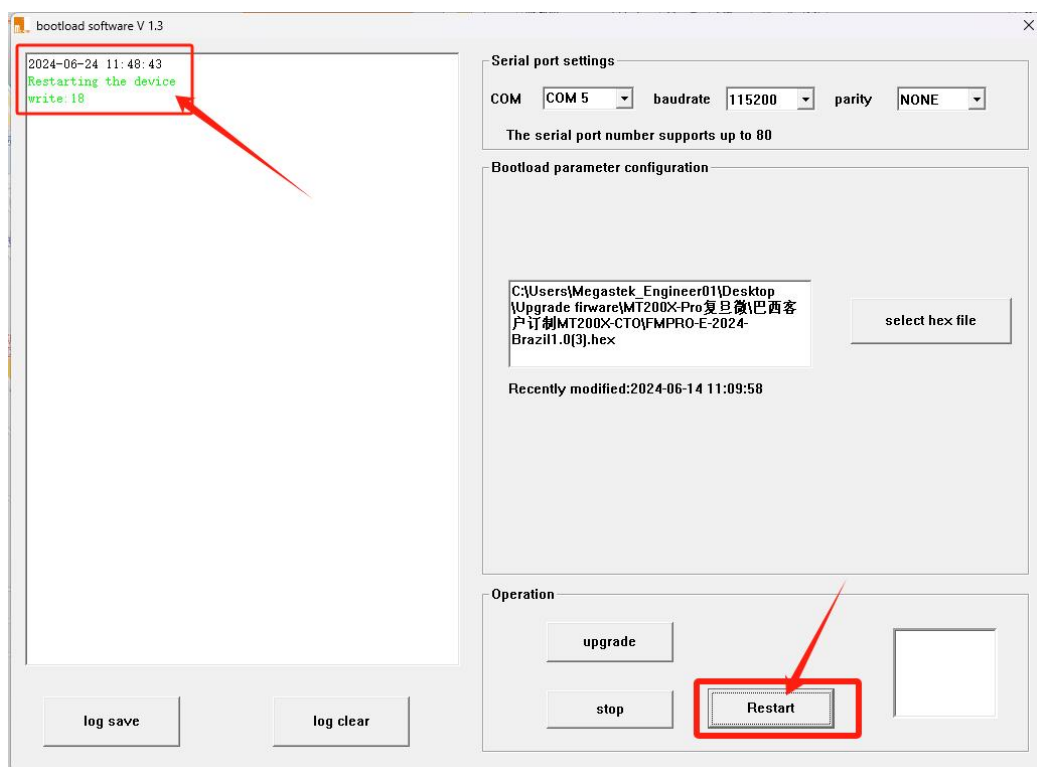 bootload software V 1.3
2024-06-24 11:48:43
Restarting the device
write:18
Serial port settings
COM COM 5 baudrate 115200 parity NONE
The serial port number supports up to 80
Bootload parameter configuration
C:\Users\Megastek_Engineer01\Desktop
\Upgrade firware\MT200X-Pro复旦微\巴西客
户订制MT200X-CTO\FMPRO-E-2024-
Brazil1.0(3).hex
select hex file
Recently modified:2024-06-14 11:09:58
Operation
upgrade
stop Restart
log save log clear